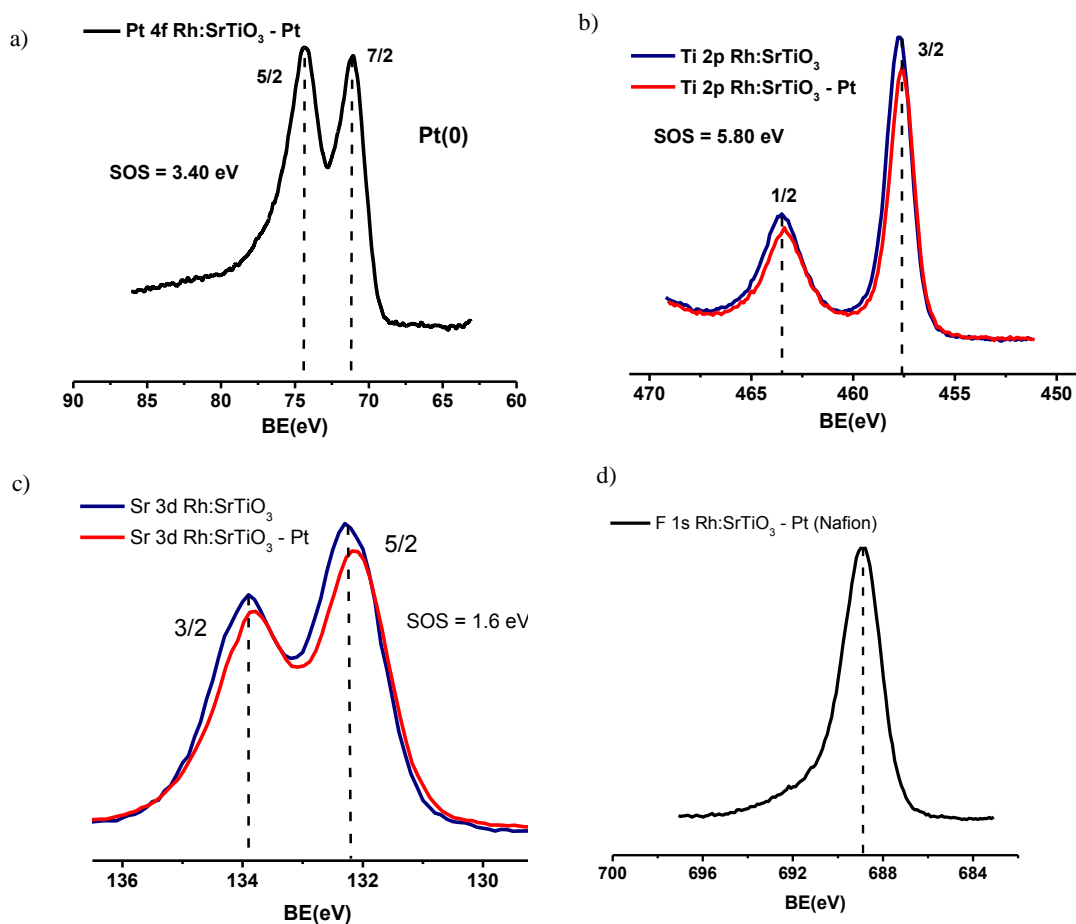 a)
Pt 4f Rh:SrTiO₃ - Pt
7/2
5/2
Pt(0)
SOS = 3.40 eV
90 85 80 75 70 65 60
BE(eV)
b)
Ti 2p Rh:SrTiO₃
3/2
Ti 2p Rh:SrTiO₃ - Pt
SOS = 5.80 eV
1/2
470 465 460 455 450
BE(eV)
c)
Sr 3d Rh:SrTiO₃
Sr 3d Rh:SrTiO₃ - Pt
5/2
3/2
SOS = 1.6 eV
136 134 132 130
BE(eV)
d)
F 1s Rh:SrTiO₃ - Pt (Nafion)
700 696 692 688 684
BE(eV)